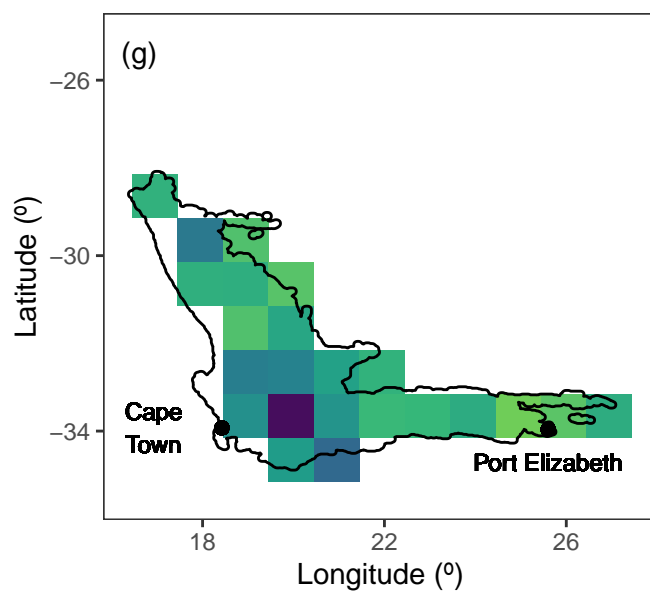 (g)
−26
−30
−34
Latitude (º)
Cape
Town
Port Elizabeth
18
22
26
Longitude (º)